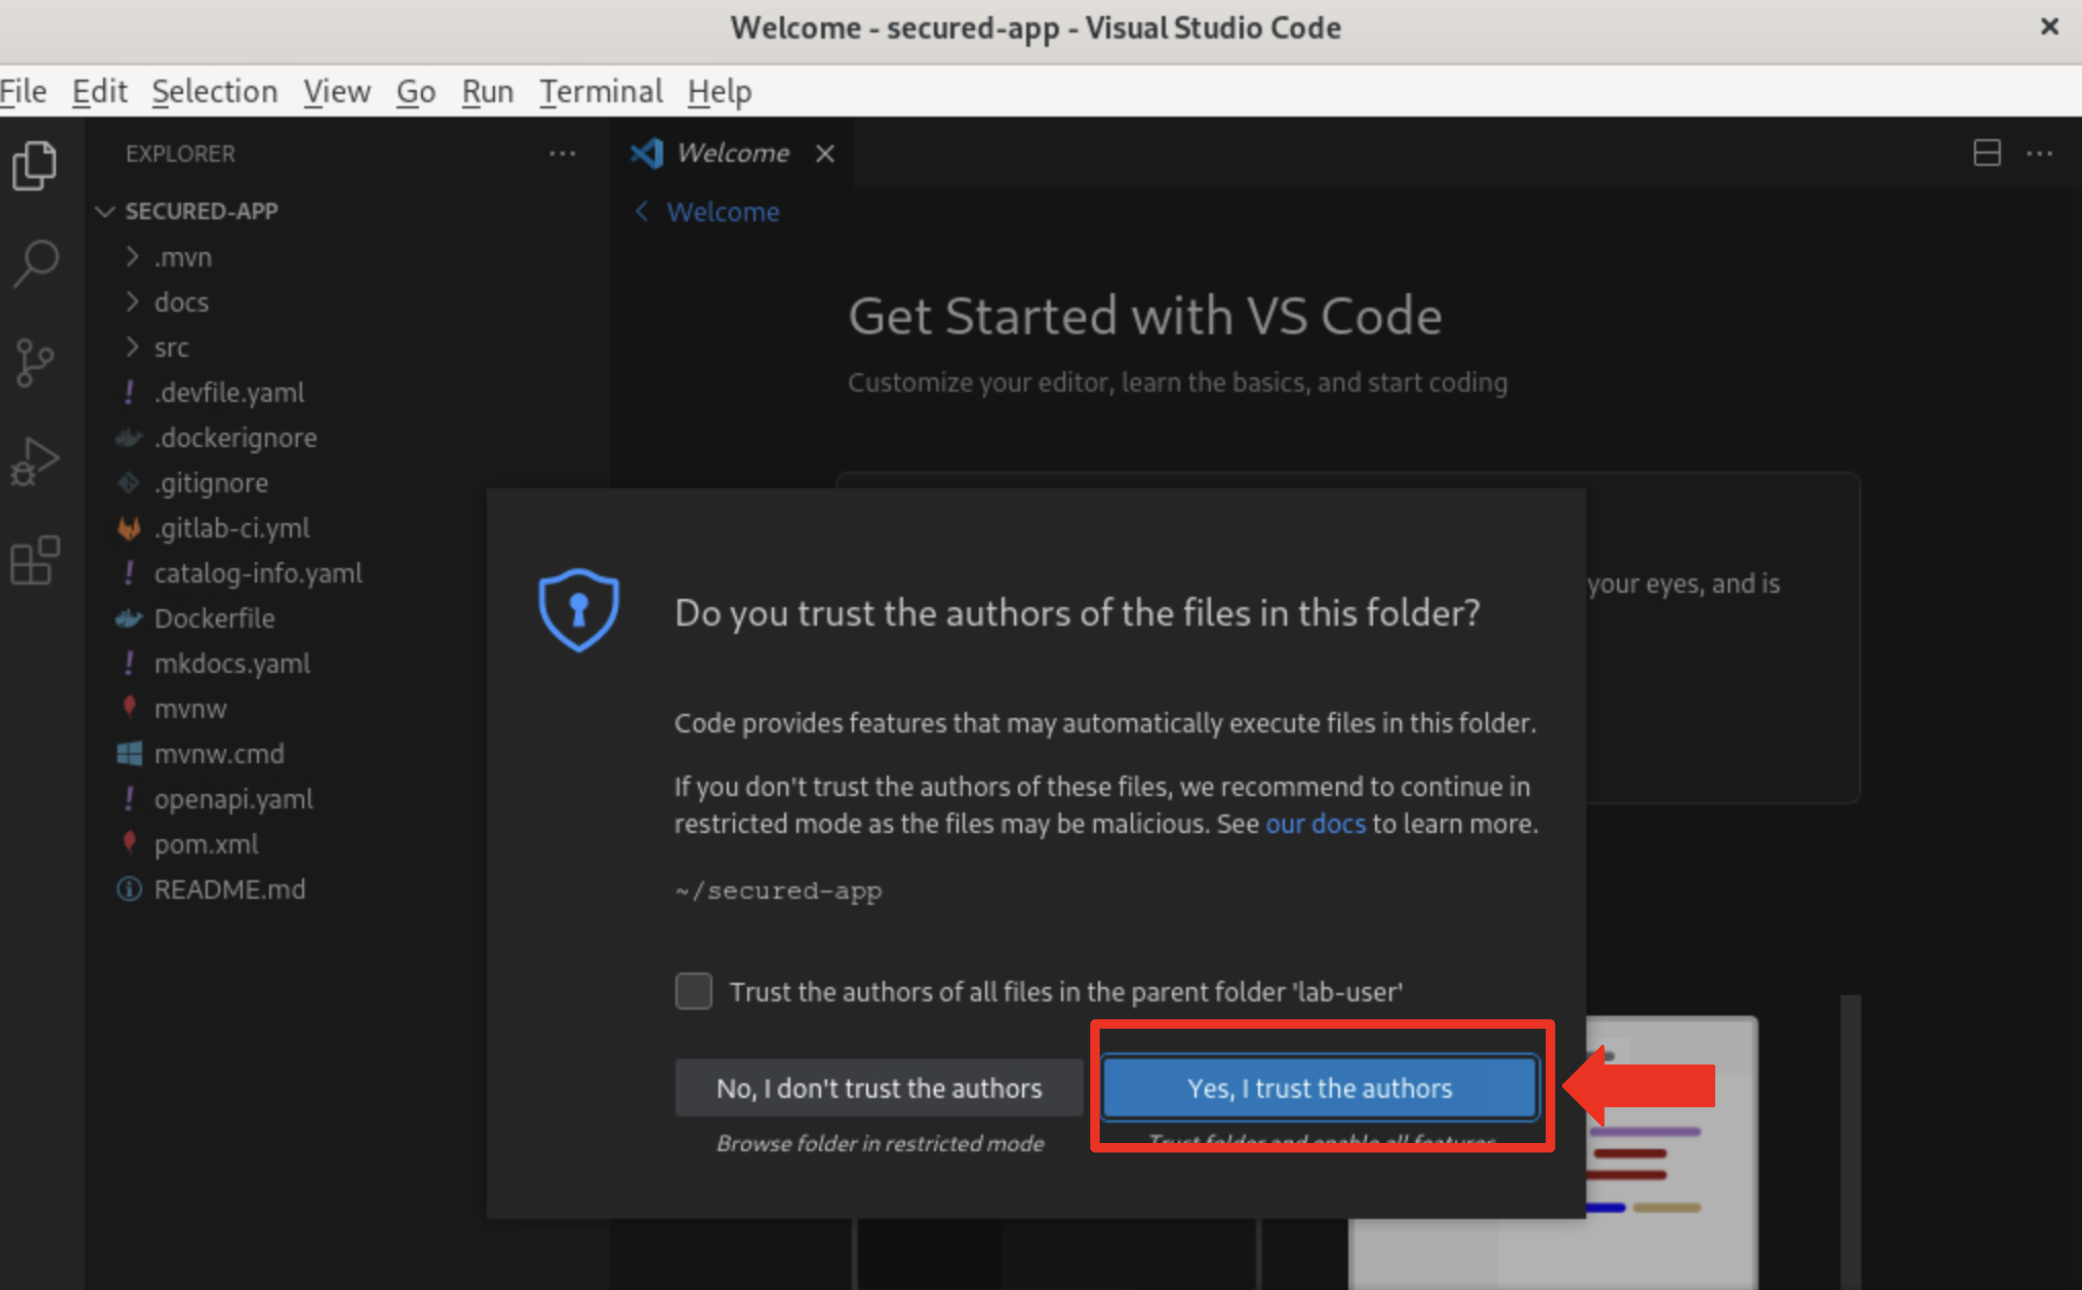 Welcome - secured-app - Visual Studio Code
File Edit Selection View Go Run Terminal Help
EXPLORER
Welcome
SECURED-APP
Welcome
.mvn
docs
src
.devfile.yaml
.dockerignore
.gitignore
.gitlab-ci.yml
catalog-info.yaml
Dockerfile
mkdocs.yaml
mvnw
mvnw.cmd
openapi.yaml
pom.xml
README.md
Get Started with VS Code
Customize your editor, learn the basics, and start coding
your eyes, and is
Do you trust the authors of the files in this folder?
Code provides features that may automatically execute files in this folder.
If you don't trust the authors of these files, we recommend to continue in
restricted mode as the files may be malicious. See our docs to learn more.
~/secured-app
Trust the authors of all files in the parent folder 'lab-user'
No, I don't trust the authors
Yes, I trust the authors
Browse folder in restricted mode
Trust folder and enable all features